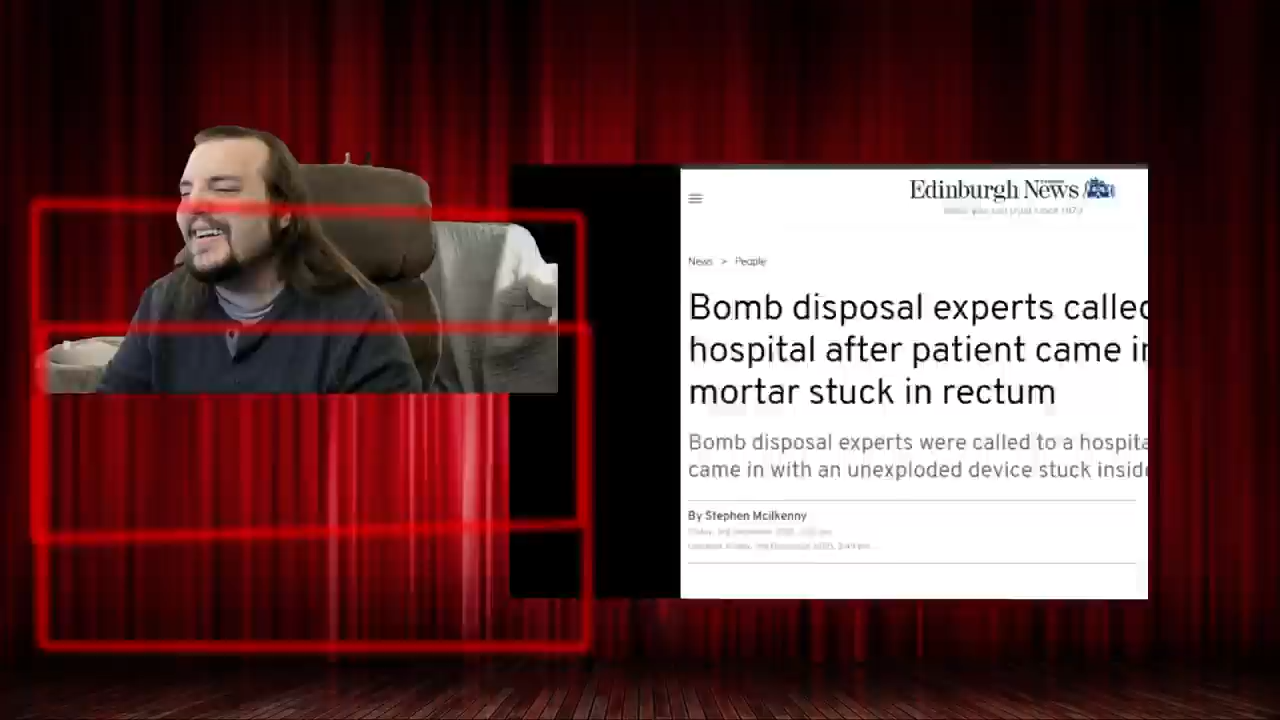 Edinburgh News
News > People
Bomb disposal experts called
hospital after patient came in
mortar stuck in rectum
Bomb disposal experts were called to a hospita
came in with an unexploded device stuck inside
By Stephen Mcilkenny